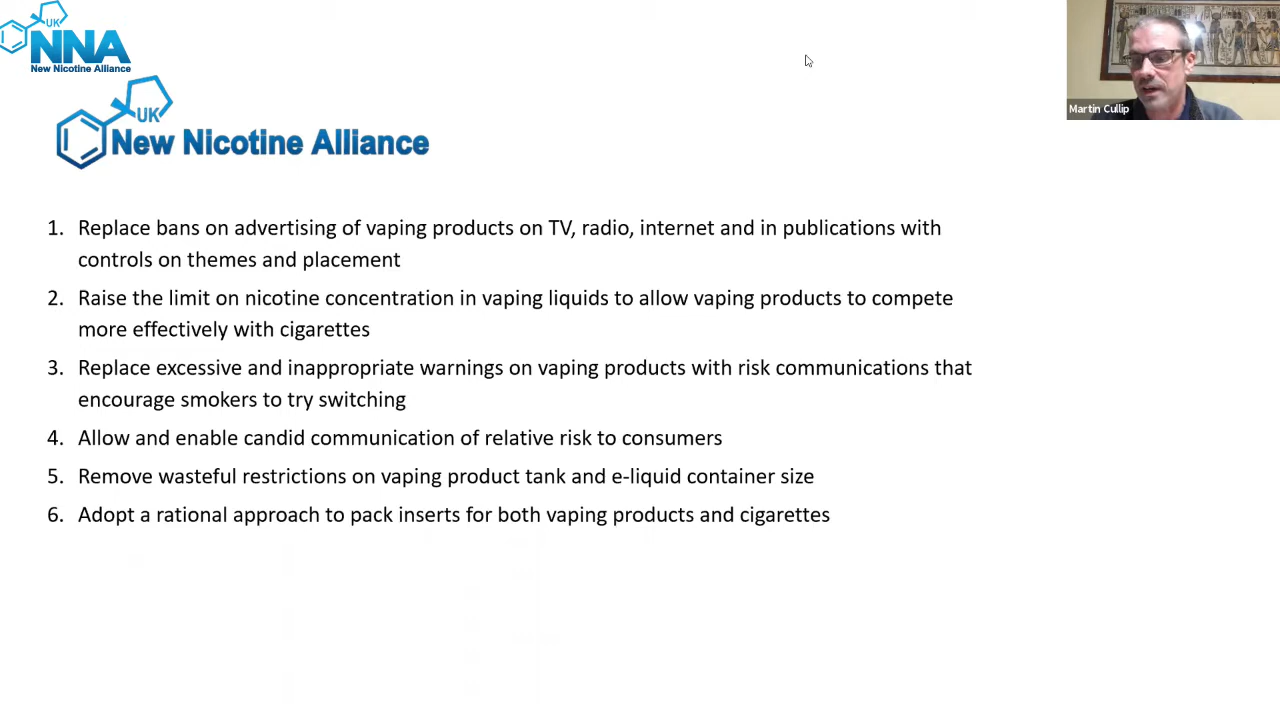 UK
NNA
New Nicotine Alliance
UK
New Nicotine Alliance
Martin Cullip
1. Replace bans on advertising of vaping products on TV, radio, internet and in publications with
controls on themes and placement
2. Raise the limit on nicotine concentration in vaping liquids to allow vaping products to compete
more effectively with cigarettes
3. Replace excessive and inappropriate warnings on vaping products with risk communications that
encourage smokers to try switching
4. Allow and enable candid communication of relative risk to consumers
5. Remove wasteful restrictions on vaping product tank and e-liquid container size
6. Adopt a rational approach to pack inserts for both vaping products and cigarettes